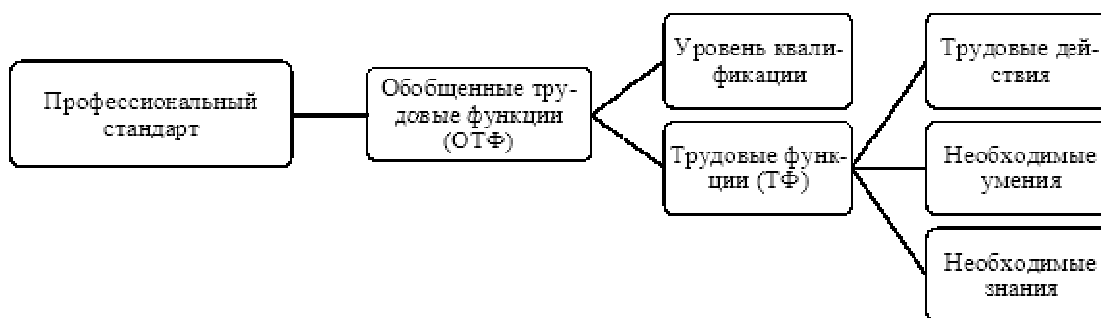 Профессиональный
стандарт
Обобщенные тру-
довые функции
(ОТФ)
Уровень квали-
фикации
Трудовые функ-
ции (ТФ)
Трудовые дей-
ствия
Необходимые
умения
Необходимые
знания